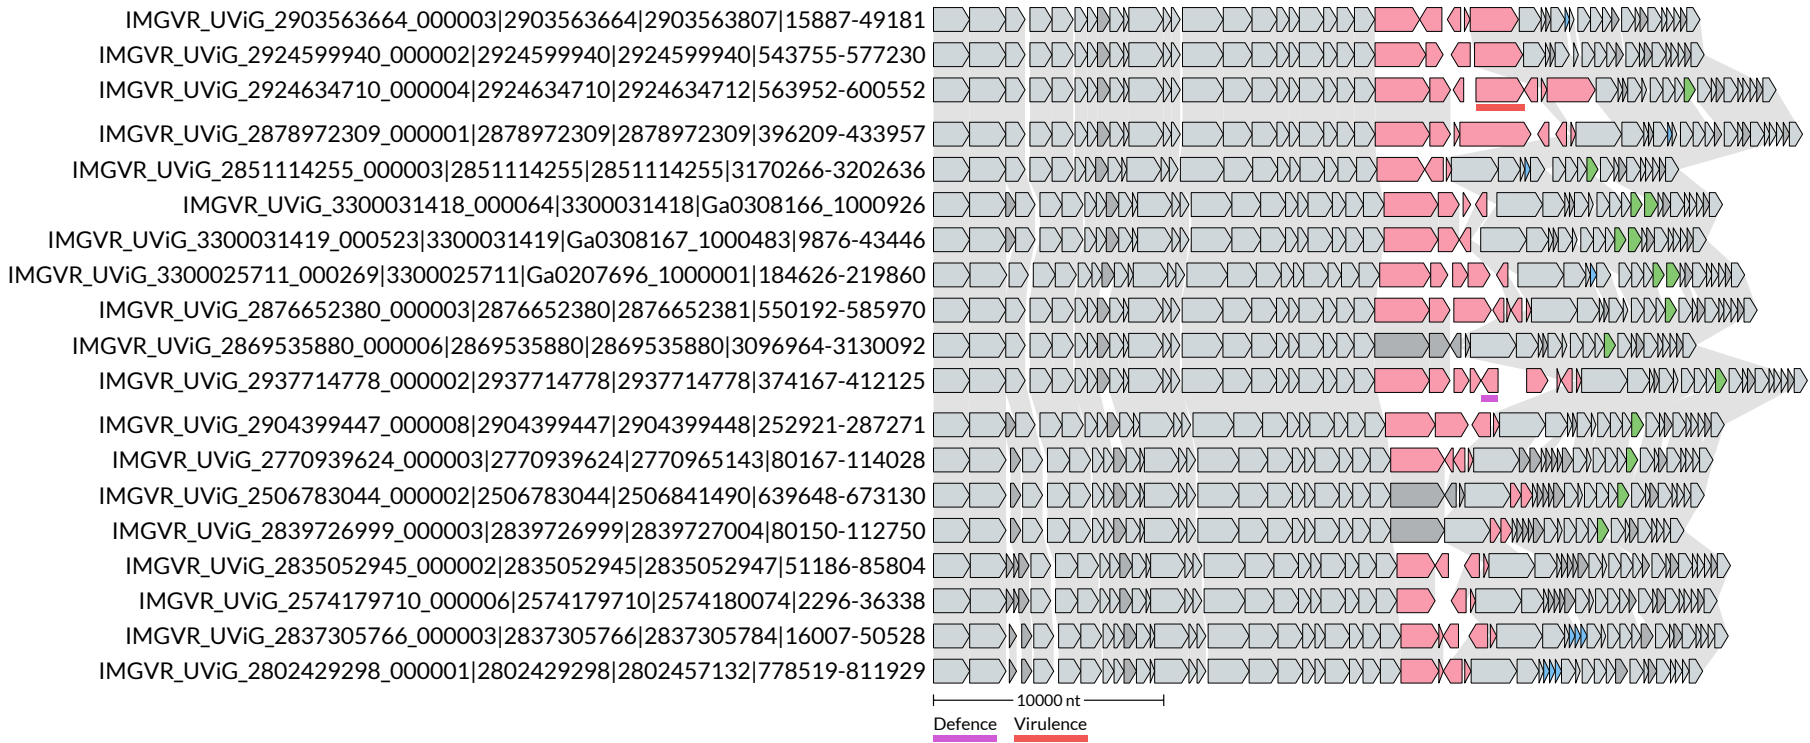 IMGVR_UViG_2903563664_000003|2903563664|2903563807|15887-49181
IMGVR_UViG_2924599940_000002|2924599940|2924599940|543755-577230
IMGVR_UViG_2924634710_000004|2924634710|2924634712|563952-600552
IMGVR_UViG_2878972309_000001|2878972309|2878972309|396209-433957
IMGVR_UViG_2851114255_000003|2851114255|2851114255|3170266-3202636
IMGVR_UViG_3300031418_000064|3300031418|Ga0308166_1000926
IMGVR_UViG_3300031419_000523|3300031419|Ga0308167_1000483|9876-43446
IMGVR_UViG_3300025711_000269|3300025711|Ga0207696_1000001|184626-219860
IMGVR_UViG_2876652380_000003|2876652380|2876652381|550192-585970
IMGVR_UViG_2869535880_000006|2869535880|2869535880|3096964-3130092
IMGVR_UViG_2937714778_000002|2937714778|2937714778|374167-412125
IMGVR_UViG_2904399447_000008|2904399447|2904399448|252921-287271
IMGVR_UViG_2770939624_000003|2770939624|2770965143|80167-114028
IMGVR_UViG_2506783044_000002|2506783044|2506841490|639648-673130
IMGVR_UViG_2839726999_000003|2839726999|2839727004|80150-112750
IMGVR_UViG_2835052945_000002|2835052945|2835052947|51186-85804
IMGVR_UViG_2574179710_000006|2574179710|2574180074|2296-36338
IMGVR_UViG_2837305766_000003|2837305766|2837305784|16007-50528
IMGVR_UViG_2802429298_000001|2802429298|2802457132|778519-811929
10000 nt
Defence Virulence